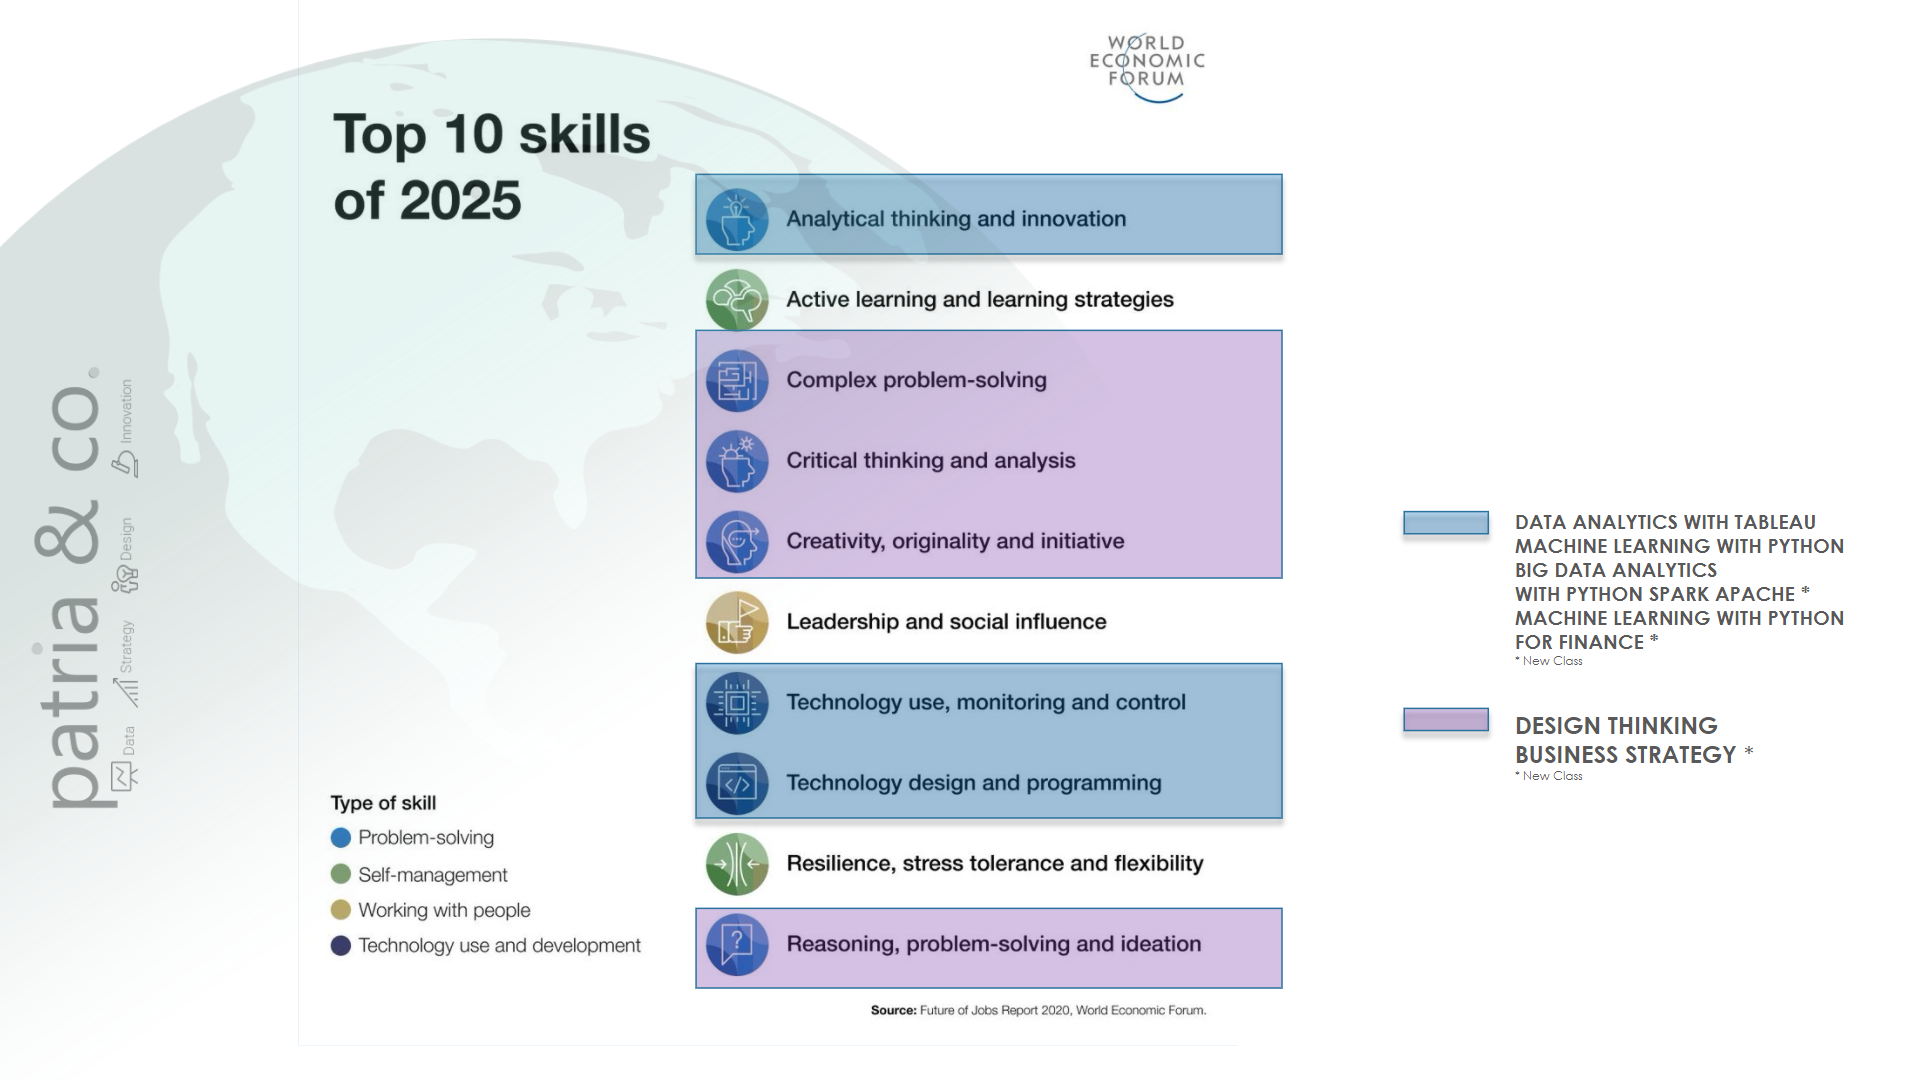 WORLD
ECONOMIC
FORUM
Top 10 skills
of 2025
Analytical thinking and innovation
Active learning and learning strategies
Complex problem-solving
Critical thinking and analysis
Creativity, originality and initiative
Leadership and social influence
Technology use, monitoring and control
Technology design and programming
Resilience, stress tolerance and flexibility
Reasoning, problem-solving and ideation
Type of skill
Problem-solving
Self-management
Working with people
Technology use and development
Source: Future of Jobs Report 2020, World Economic Forum.
DATA ANALYTICS WITH TABLEAU
MACHINE LEARNING WITH PYTHON
BIG DATA ANALYTICS
WITH PYTHON SPARK APACHE *
MACHINE LEARNING WITH PYTHON
FOR FINANCE *
* New Class
DESIGN THINKING
BUSINESS STRATEGY *
* New Class
patria & co.
Data Strategy Design Innovation